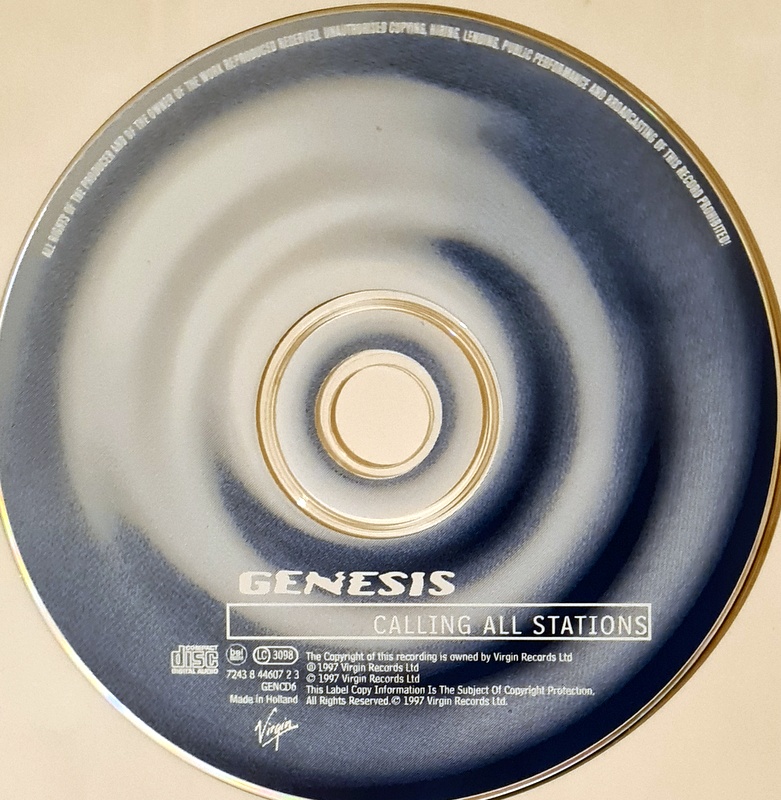 ALL RIGHTS OF THE PRODUCER AND OF THE OWNER OF THE WORK REPRODUCED RESERVED. UNAUTHORISED COPYING, HIRING, LENDING, PUBLIC PERFORMANCE AND BROADCASTING OF THIS RECORD PROHIBITED!
GENESIS
CALLING ALL STATIONS
COMPACT
disc
DIGITAL AUDIO
LC 3098
7243 8 44607 2 3
GENCD6
Made in Holland
The Copyright of this recording is owned by Virgin Records Ltd
℗ 1997 Virgin Records Ltd
© 1997 Virgin Records Ltd
This Label Copy Information Is The Subject Of Copyright Protection,
All Rights Reserved.© 1997 Virgin Records Ltd.
Virgin